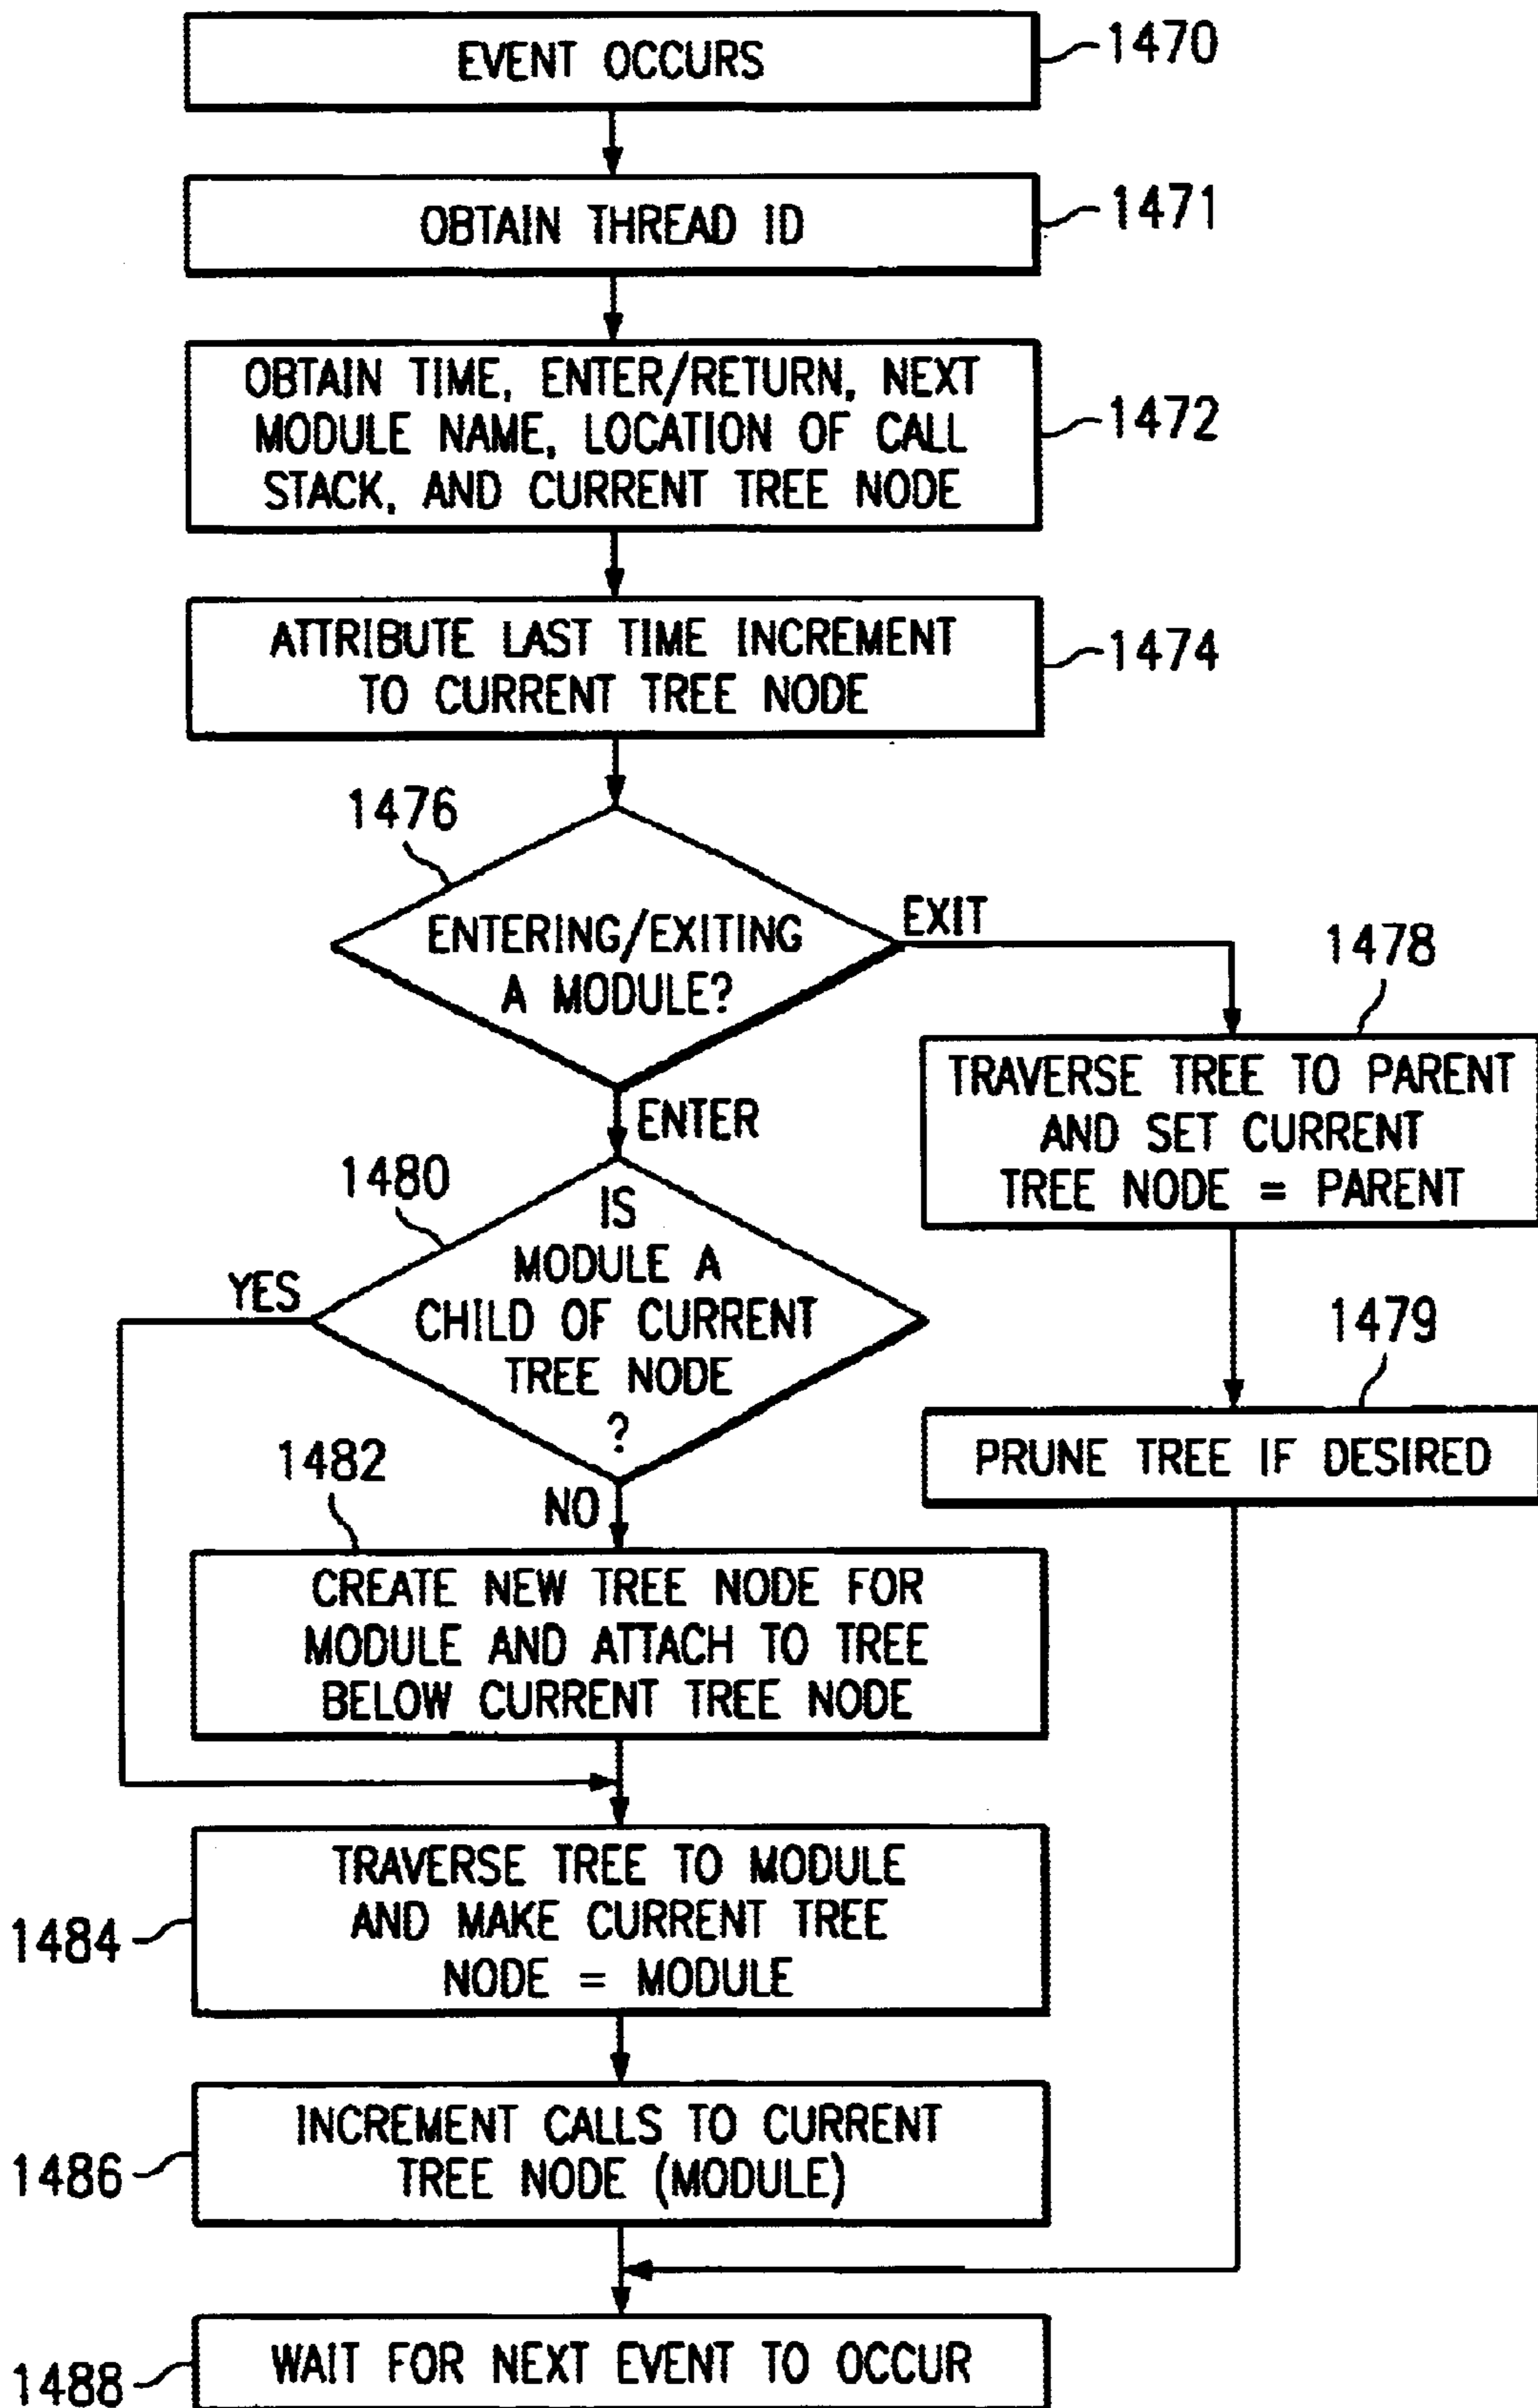 EVENT OCCURS
1470
OBTAIN THREAD ID
1471
OBTAIN TIME, ENTER/RETURN, NEXT
MODULE NAME, LOCATION OF CALL
STACK, AND CURRENT TREE NODE
1472
ATTRIBUTE LAST TIME INCREMENT
TO CURRENT TREE NODE
1474
1476
ENTERING/EXITING
A MODULE?
EXIT
ENTER
1478
TRAVERSE TREE TO PARENT
AND SET CURRENT
TREE NODE = PARENT
1479
PRUNE TREE IF DESIRED
1480
IS
MODULE A
CHILD OF CURRENT
TREE NODE
?
YES
NO
1482
CREATE NEW TREE NODE FOR
MODULE AND ATTACH TO TREE
BELOW CURRENT TREE NODE
TRAVERSE TREE TO MODULE
AND MAKE CURRENT TREE
NODE = MODULE
1484
INCREMENT CALLS TO CURRENT
TREE NODE (MODULE)
1486
WAIT FOR NEXT EVENT TO OCCUR
1488